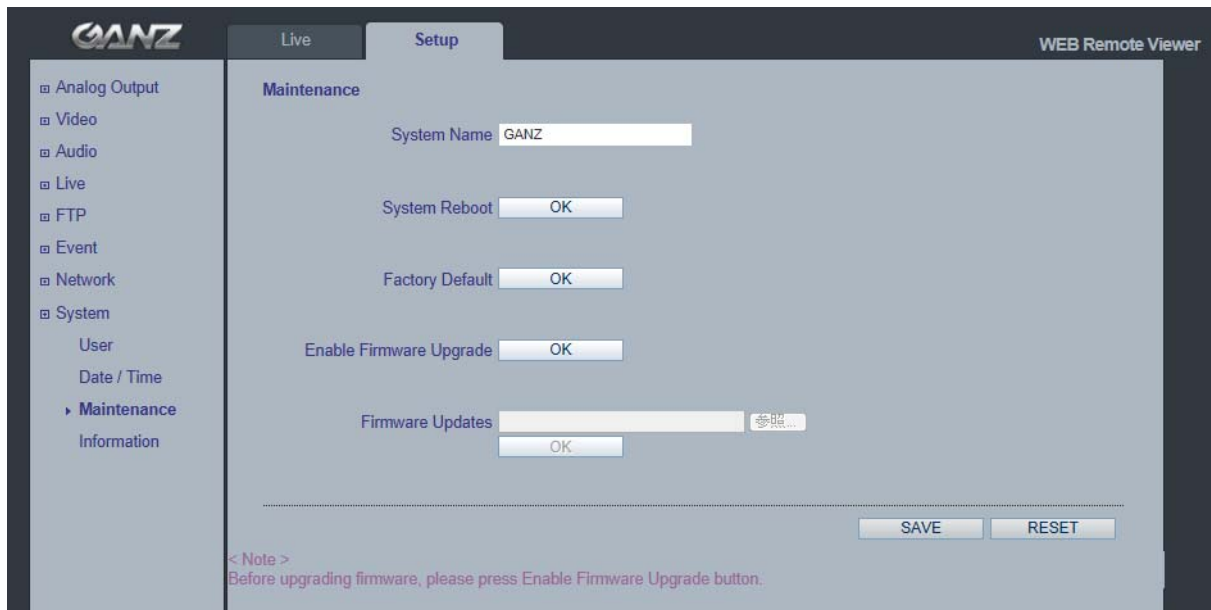 GANZ
Live
Setup
WEB Remote Viewer
Analog Output
Video
Audio
Live
FTP
Event
Network
System
User
Date / Time
Maintenance
Information
Maintenance
System Name GANZ
System Reboot OK
Factory Default OK
Enable Firmware Upgrade OK
Firmware Updates 参照...
OK
SAVE RESET
< Note >
Before upgrading firmware, please press Enable Firmware Upgrade button.